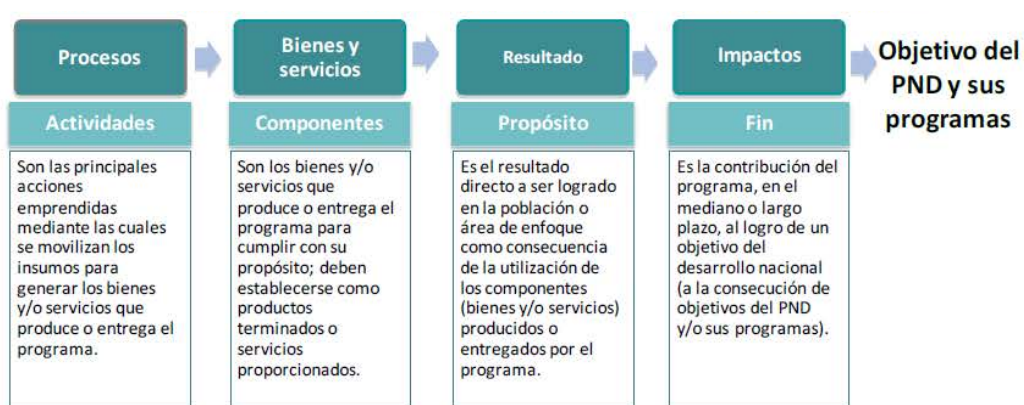 Procesos
Actividades
Son las principales
acciones
emprendidas
mediante las cuales
se movilizan los
insumos para
generar los bienes
y/o servicios que
produce o entrega el
programa.
Bienes y
servicios
Componentes
Son los bienes y/o
servicios que
produce o entrega el
programa para
cumplir con su
propósito; deben
establecerse como
productos
terminados o
servicios
proporcionados.
Resultado
Propósito
Es el resultado
directo a ser logrado
en la población o
área de enfoque
como consecuencia
de la utilización de
los componentes
(bienes y/o servicios)
producidos o
entregados por el
programa.
Impactos
Fin
Es la contribución del
programa, en el
mediano o largo
plazo, al logro de un
objetivo del
desarrollo nacional
(a la consecución de
objetivos del PND
y/o sus programas).
Objetivo del
PND y sus
programas